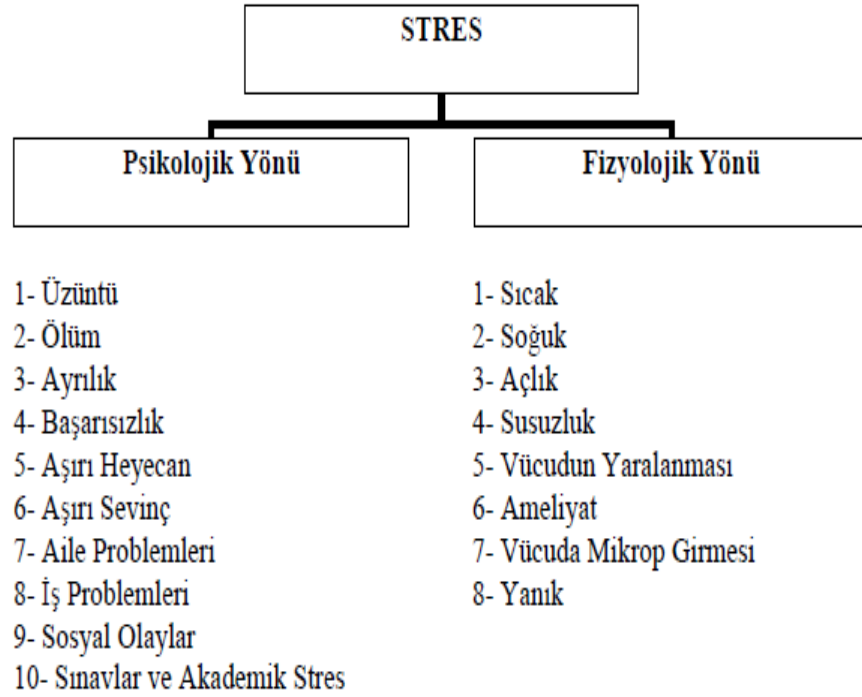 STRES
Psikolojik Yönü
Fizyolojik Yönü
1- Üzüntü
2- Ölüm
3- Ayrılık
4- Başarısızlık
5- Aşırı Heyecan
6- Aşırı Sevinç
7- Aile Problemleri
8- İş Problemleri
9- Sosyal Olaylar
10- Sınavlar ve Akademik Stres
1- Sıcak
2- Soğuk
3- Açlık
4- Susuzluk
5- Vücudun Yaralanması
6- Ameliyat
7- Vücuda Mikrop Girmesi
8- Yanık